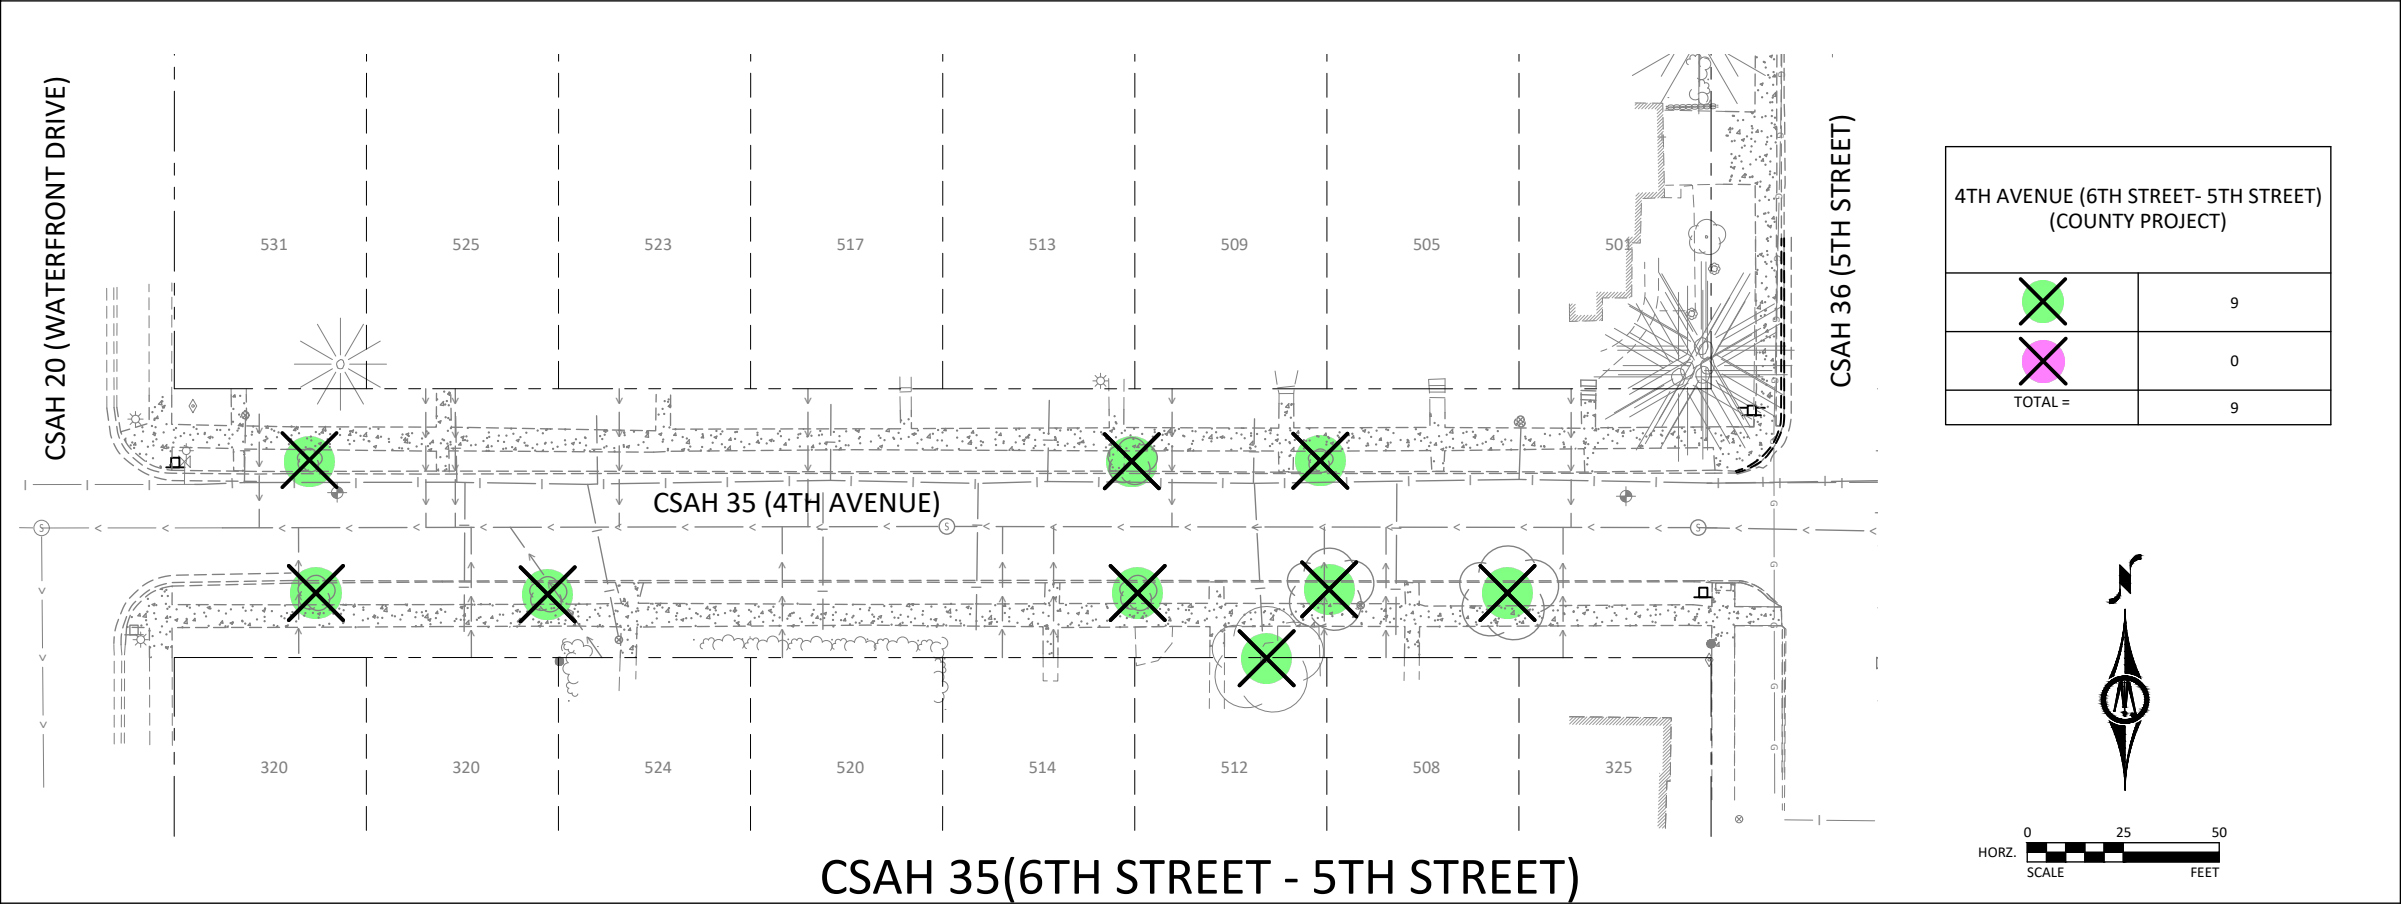 CSAH 20 (WATERFRONT DRIVE)
531
525
523
517
513
509
505
501
CSAH 36 (5TH STREET)
4TH AVENUE (6TH STREET- 5TH STREET)
(COUNTY PROJECT)
9
0
TOTAL =
9
CSAH 35 (4TH AVENUE)
S
S
S
G
G
G
G
N
320
320
524
520
514
512
508
325
0
25
50
HORZ.
SCALE
FEET
CSAH 35(6TH STREET - 5TH STREET)